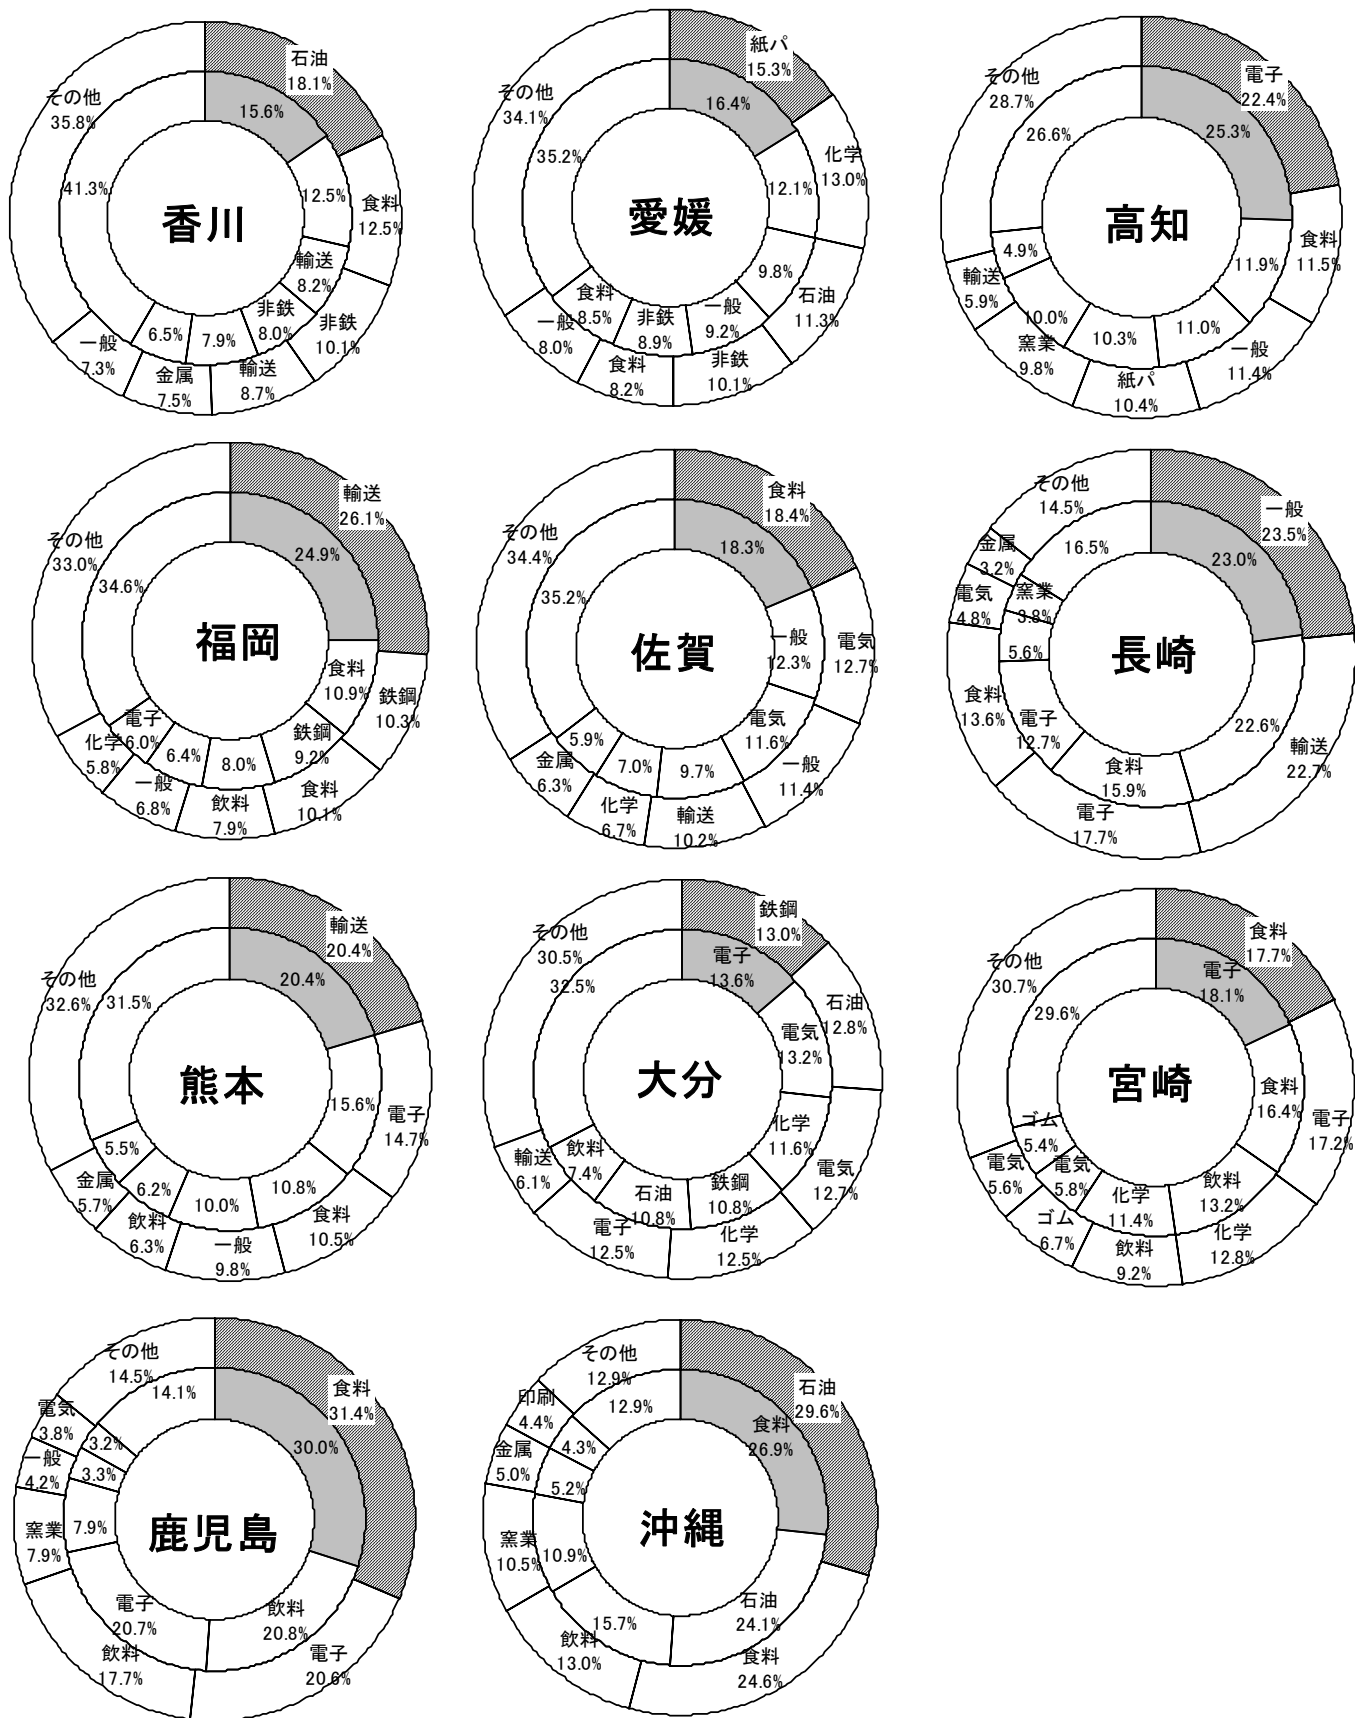 香川
石油
18.1%
15.6%
12.5%
食料
12.5%
輸送
8.2%
非鉄
10.1%
非鉄
8.0%
輸送
8.7%
7.9%
金属
7.5%
6.5%
一般
7.3%
その他
35.8%
41.3%
愛媛
紙パ
15.3%
16.4%
化学
13.0%
12.1%
石油
11.3%
9.8%
一般
9.2%
非鉄
10.1%
非鉄
8.9%
食料
8.2%
食料
8.5%
一般
8.0%
その他
34.1%
35.2%
高知
電子
22.4%
25.3%
食料
11.5%
11.9%
一般
11.4%
11.0%
紙パ
10.4%
10.3%
窯業
9.8%
10.0%
輸送
5.9%
4.9%
その他
28.7%
26.6%
福岡
輸送
26.1%
24.9%
食料
10.9%
鉄鋼
10.3%
鉄鋼
9.2%
食料
10.1%
8.0%
飲料
7.9%
6.4%
一般
6.8%
電子
6.0%
化学
5.8%
その他
33.0%
34.6%
佐賀
食料
18.4%
18.3%
一般
12.3%
電気
12.7%
電気
11.6%
一般
11.4%
9.7%
輸送
10.2%
7.0%
化学
6.7%
5.9%
金属
6.3%
その他
34.4%
35.2%
長崎
一般
23.5%
23.0%
22.6%
輸送
22.7%
食料
15.9%
電子
17.7%
電子
12.7%
食料
13.6%
5.6%
電気
4.8%
窯業
3.8%
金属
3.2%
その他
14.5%
16.5%
熊本
輸送
20.4%
20.4%
15.6%
電子
14.7%
10.8%
食料
10.5%
10.0%
一般
9.8%
6.2%
飲料
6.3%
5.5%
金属
5.7%
その他
32.6%
31.5%
大分
鉄鋼
13.0%
電子
13.6%
石油
12.8%
電気
13.2%
化学
11.6%
電気
12.7%
鉄鋼
10.8%
化学
12.5%
石油
10.8%
電子
12.5%
飲料
7.4%
輸送
6.1%
その他
30.5%
32.5%
宮崎
食料
17.7%
電子
18.1%
食料
16.4%
電子
17.2%
飲料
13.2%
化学
12.8%
化学
11.4%
飲料
9.2%
電気
5.8%
ゴム
6.7%
ゴム
5.4%
電気
5.6%
その他
30.7%
29.6%
鹿児島
食料
31.4%
30.0%
飲料
20.8%
電子
20.6%
電子
20.7%
飲料
17.7%
7.9%
窯業
7.9%
3.3%
一般
4.2%
3.2%
電気
3.8%
その他
14.5%
14.1%
沖縄
石油
29.6%
食料
26.9%
石油
24.1%
食料
24.6%
15.7%
飲料
13.0%
10.9%
窯業
10.5%
5.2%
金属
5.0%
4.3%
印刷
4.4%
その他
12.9%
12.9%